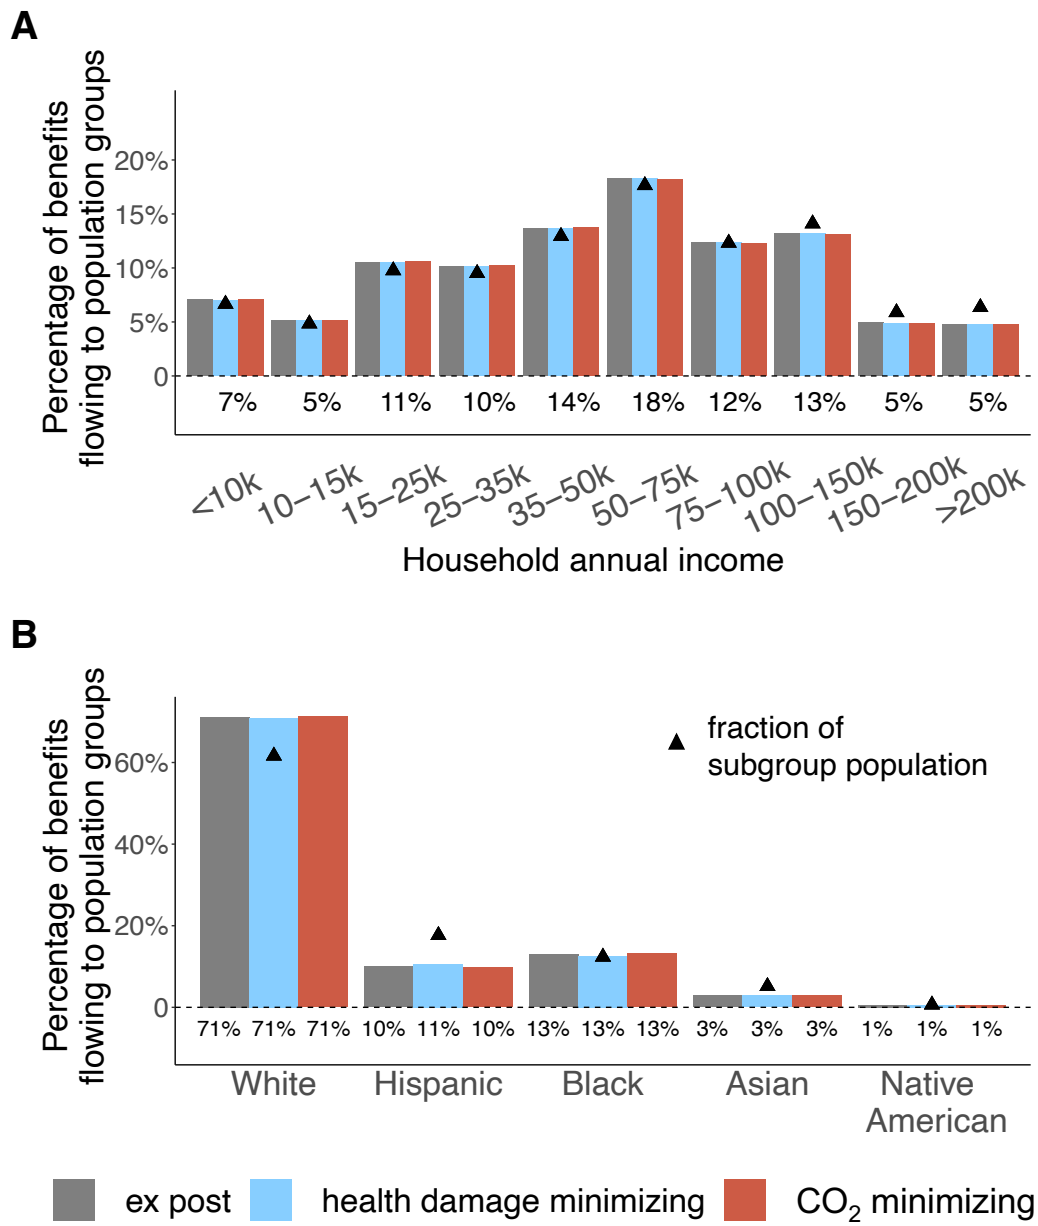 A
Percentage of benefits
flowing to population groups
20%
15%
10%
5%
0
7% 5% 11% 10% 14% 18% 12% 13% 5% 5%
<10k 10–15k 15–25k 25–35k 35–50k 50–75k 75–100k 100–150k 150–200k >200k
Household annual income
B
Percentage of benefits
flowing to population groups
60%
40%
20%
0
fraction of
subgroup population
71% 71% 71% 10% 11% 10% 13% 13% 13% 3% 3% 3% 1% 1% 1%
White Hispanic Black Asian Native
American
ex post health damage minimizing CO₂ minimizing